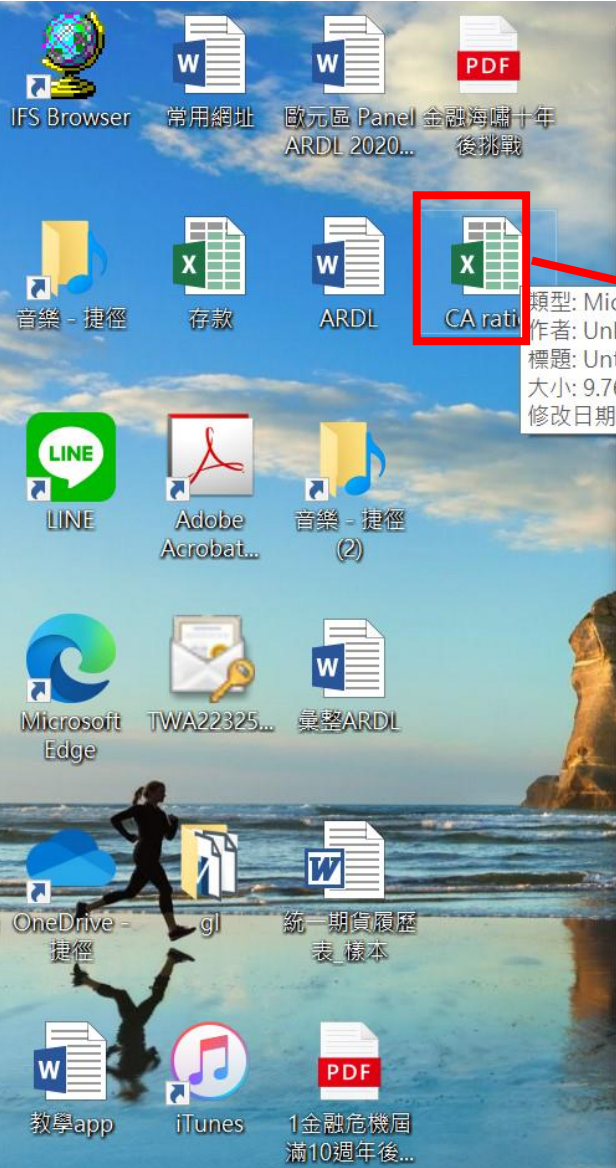 IFS Browser
常用網址
歐元區 Panel
ARDL 2020...
PDF
金融海嘯十年
後挑戰
音樂 - 捷徑
存款
ARDL
CA ratio
類型: Mic
作者: Unk
標題: Unt
大小: 9.76
修改日期
LINE
LINE
Adobe
Acrobat...
音樂 - 捷徑
(2)
Microsoft
Edge
TWA22325...
彙整ARDL
OneDrive -
捷徑
gl
統一期貨履歷
表_樣本
教學app
iTunes
PDF
1金融危機屆
滿10週年後...